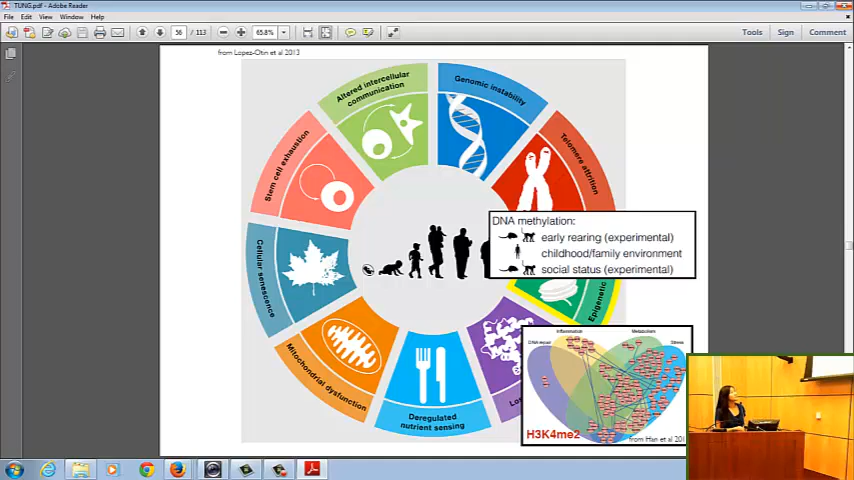 TUNG.pdf - Adobe Reader
File Edit View Window Help
56 / 113
65.8%
Tools Sign Comment
from Lopez-Otin et al 2013
Altered intercellular
communication
Genomic instability
Telomere attrition
Stem cell exhaustion
Cellular senescence
DNA methylation:
early rearing (experimental)
childhood/family environment
social status (experimental)
Epigenetic
Mitochondrial dysfunction
Deregulated
nutrient sensing
Inflammation
Metabolism
DNA repair
Stress
H3K4me2
from Han et al